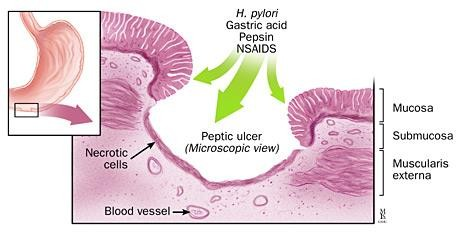 H. pylori
Gastric acid
Pepsin
NSAIDS
Mucosa
Peptic ulcer
(Microscopic view)
Submucosa
Necrotic
cells
Muscularis
externa
Blood vessel